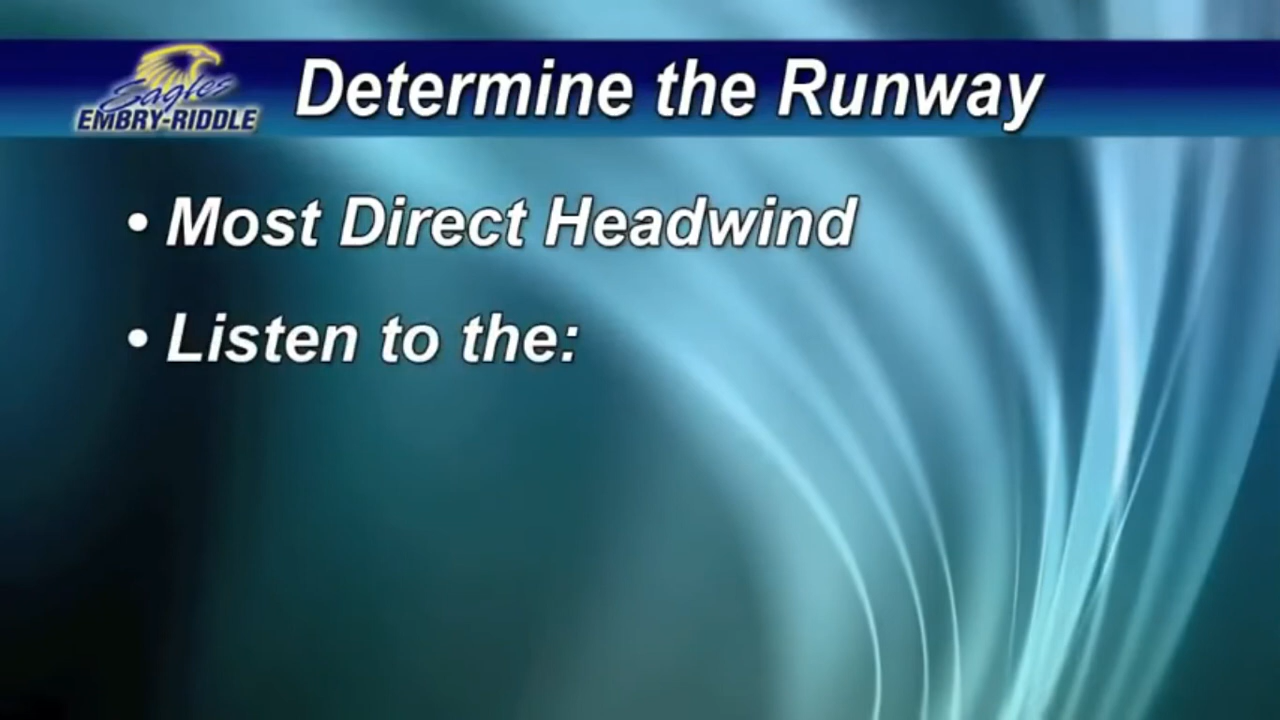 Eagles
EMBRY-RIDDLE
Determine the Runway
• Most Direct Headwind
• Listen to the: